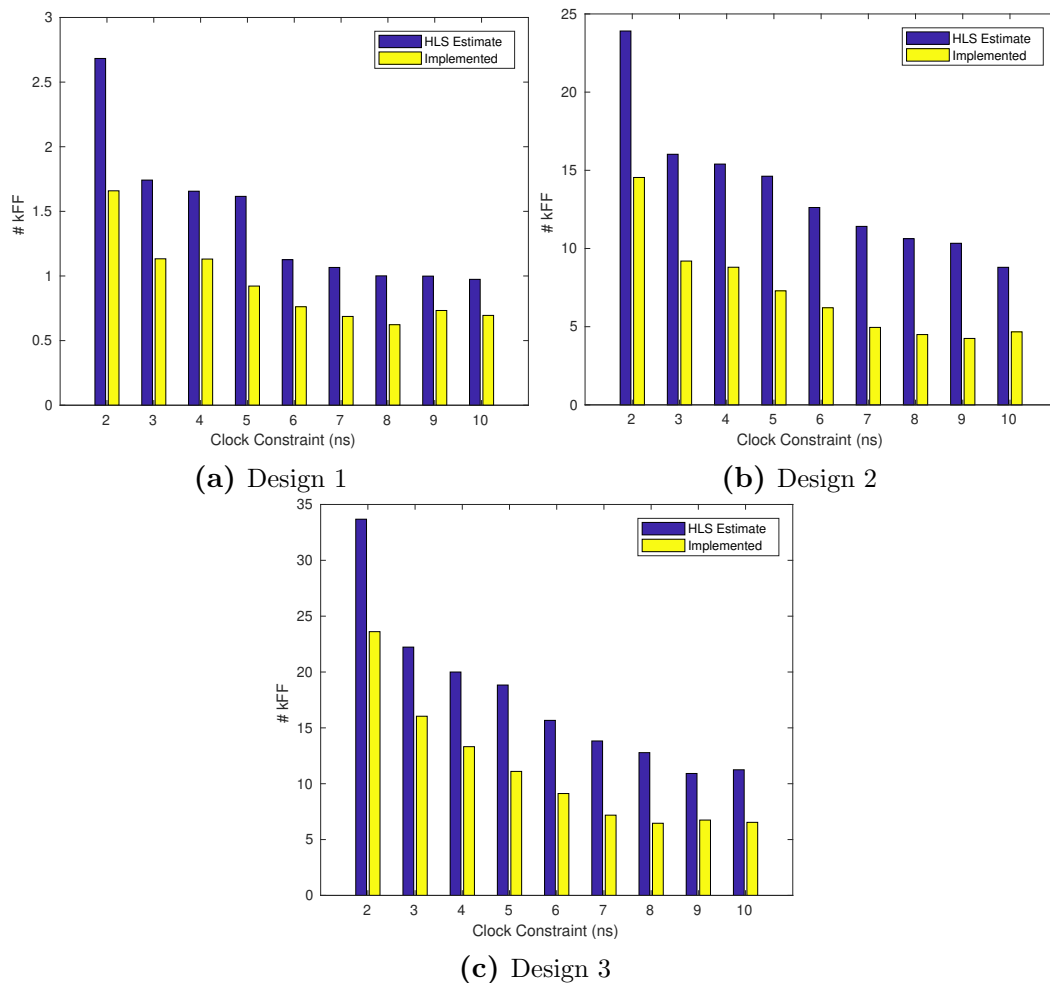 3
2.5
2
1.5
1
0.5
0
# kFF
HLS Estimate
Implemented
2 3 4 5 6 7 8 9 10
Clock Constraint (ns)
(a) Design 1
25
20
15
10
5
0
# kFF
HLS Estimate
Implemented
2 3 4 5 6 7 8 9 10
Clock Constraint (ns)
(b) Design 2
35
30
25
20
15
10
5
0
# kFF
HLS Estimate
Implemented
2 3 4 5 6 7 8 9 10
Clock Constraint (ns)
(c) Design 3